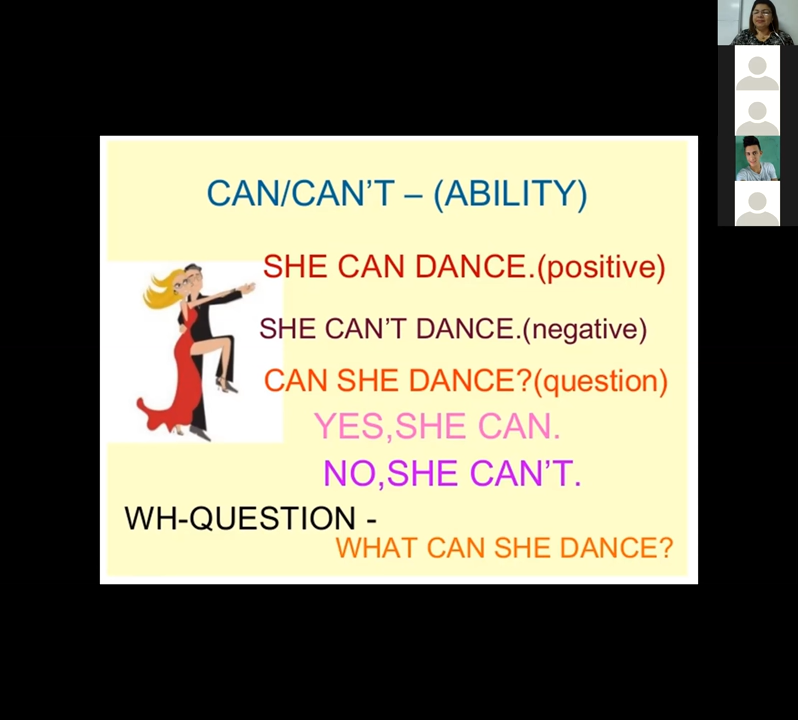 CAN/CAN’T – (ABILITY)
SHE CAN DANCE.(positive)
SHE CAN’T DANCE.(negative)
CAN SHE DANCE?(question)
YES,SHE CAN.
NO,SHE CAN’T.
WH-QUESTION -
WHAT CAN SHE DANCE?